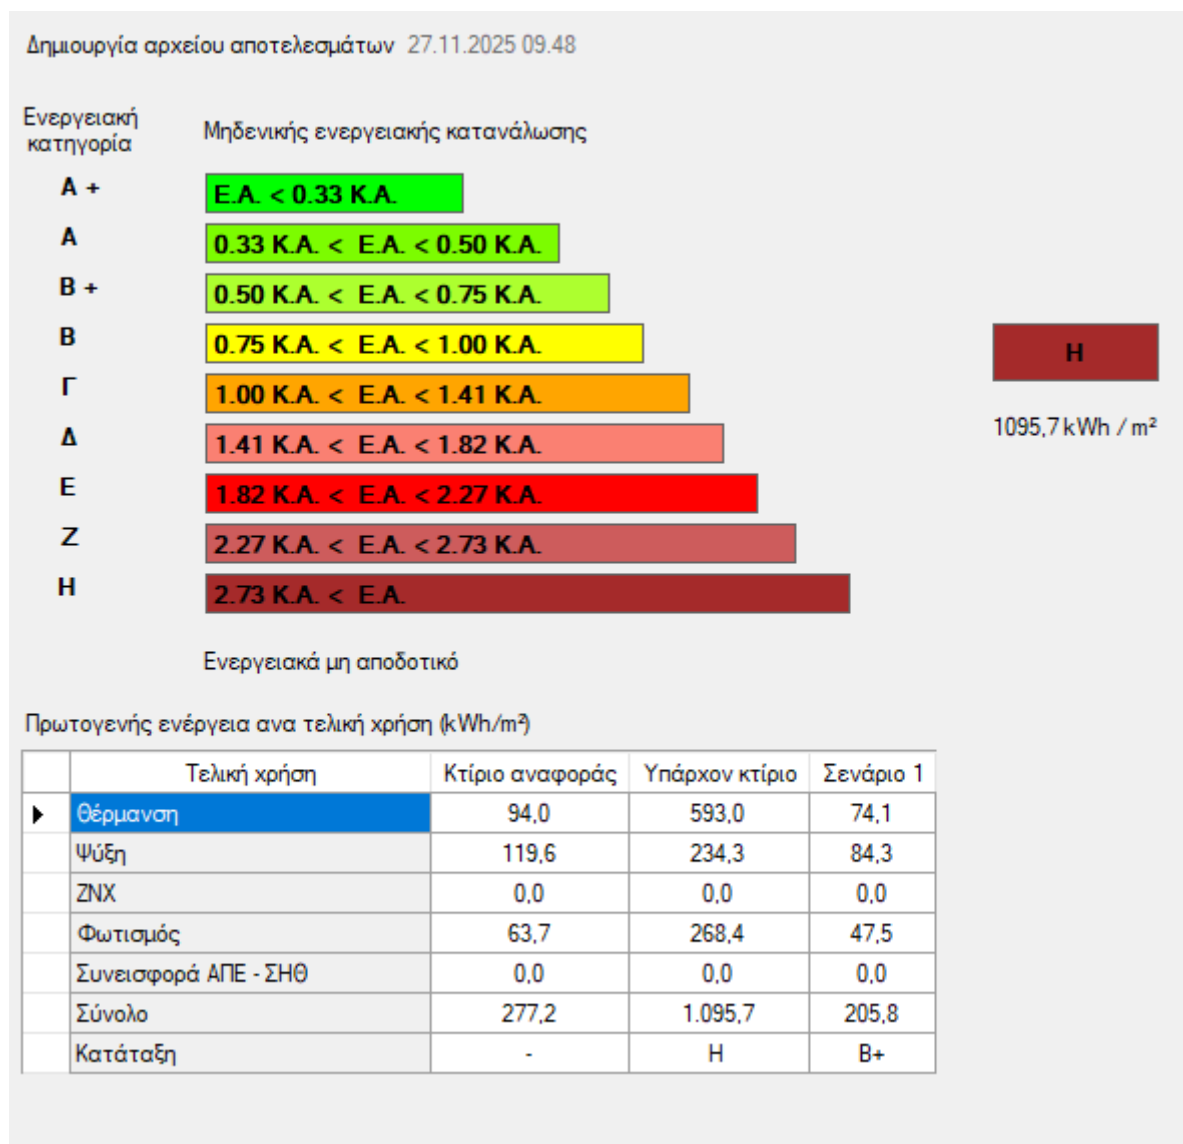 Δημιουργία αρχείου αποτελεσμάτων 27.11.2025 09.48
Ενεργειακή κατηγορία
Μηδενικής ενεργειακής κατανάλωσης
A + E.A. < 0.33 K.A.
A 0.33 K.A. < E.A. < 0.50 K.A.
B + 0.50 K.A. < E.A. < 0.75 K.A.
B 0.75 K.A. < E.A. < 1.00 K.A.
Γ 1.00 K.A. < E.A. < 1.41 K.A.
Δ 1.41 K.A. < E.A. < 1.82 K.A.
E 1.82 K.A. < E.A. < 2.27 K.A.
Z 2.27 K.A. < E.A. < 2.73 K.A.
H 2.73 K.A. < E.A.
H
1095,7 kWh / m²
Ενεργειακά μη αποδοτικό
Πρωτογενής ενέργεια ανα τελική χρήση (kWh/m²)
Τελική χρήση Κτίριο αναφοράς Υπάρχον κτίριο Σενάριο 1
Θέρμανση 94,0 593,0 74,1
Ψύξη 119,6 234,3 84,3
ΖΝΧ 0,0 0,0 0,0
Φωτισμός 63,7 268,4 47,5
Συνεισφορά ΑΠΕ - ΣΗΘ 0,0 0,0 0,0
Σύνολο 277,2 1.095,7 205,8
Κατάταξη - H B+